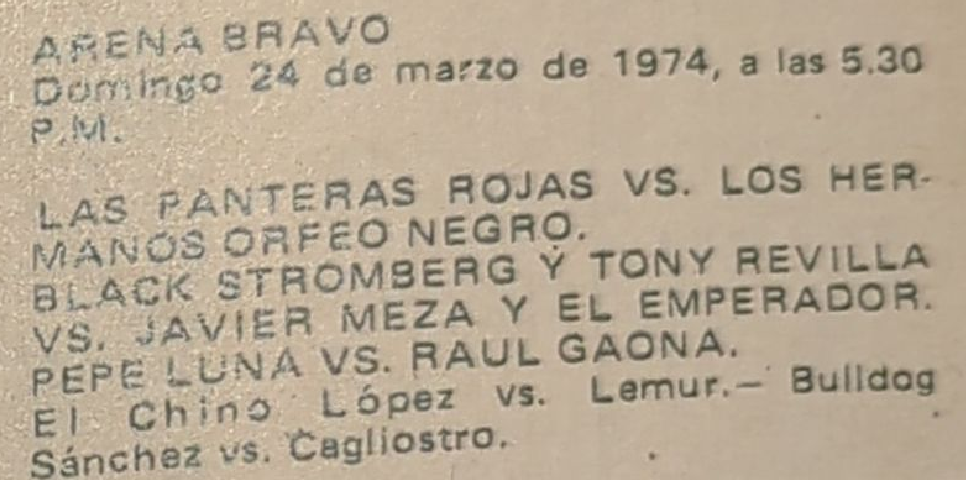 ARENA BRAVO
Domingo 24 de marzo de 1974, a las 5.30
P.M.
LAS PANTERAS ROJAS VS. LOS HER-
MANOS ORFEO NEGRO.
BLACK STROMBERG Y TONY REVILLA
VS. JAVIER MEZA Y EL EMPERADOR.
PEPE LUNA VS. RAUL GAONA.
El Chino López vs. Lemur.— Bulldog
Sánchez vs. Cagliostro.